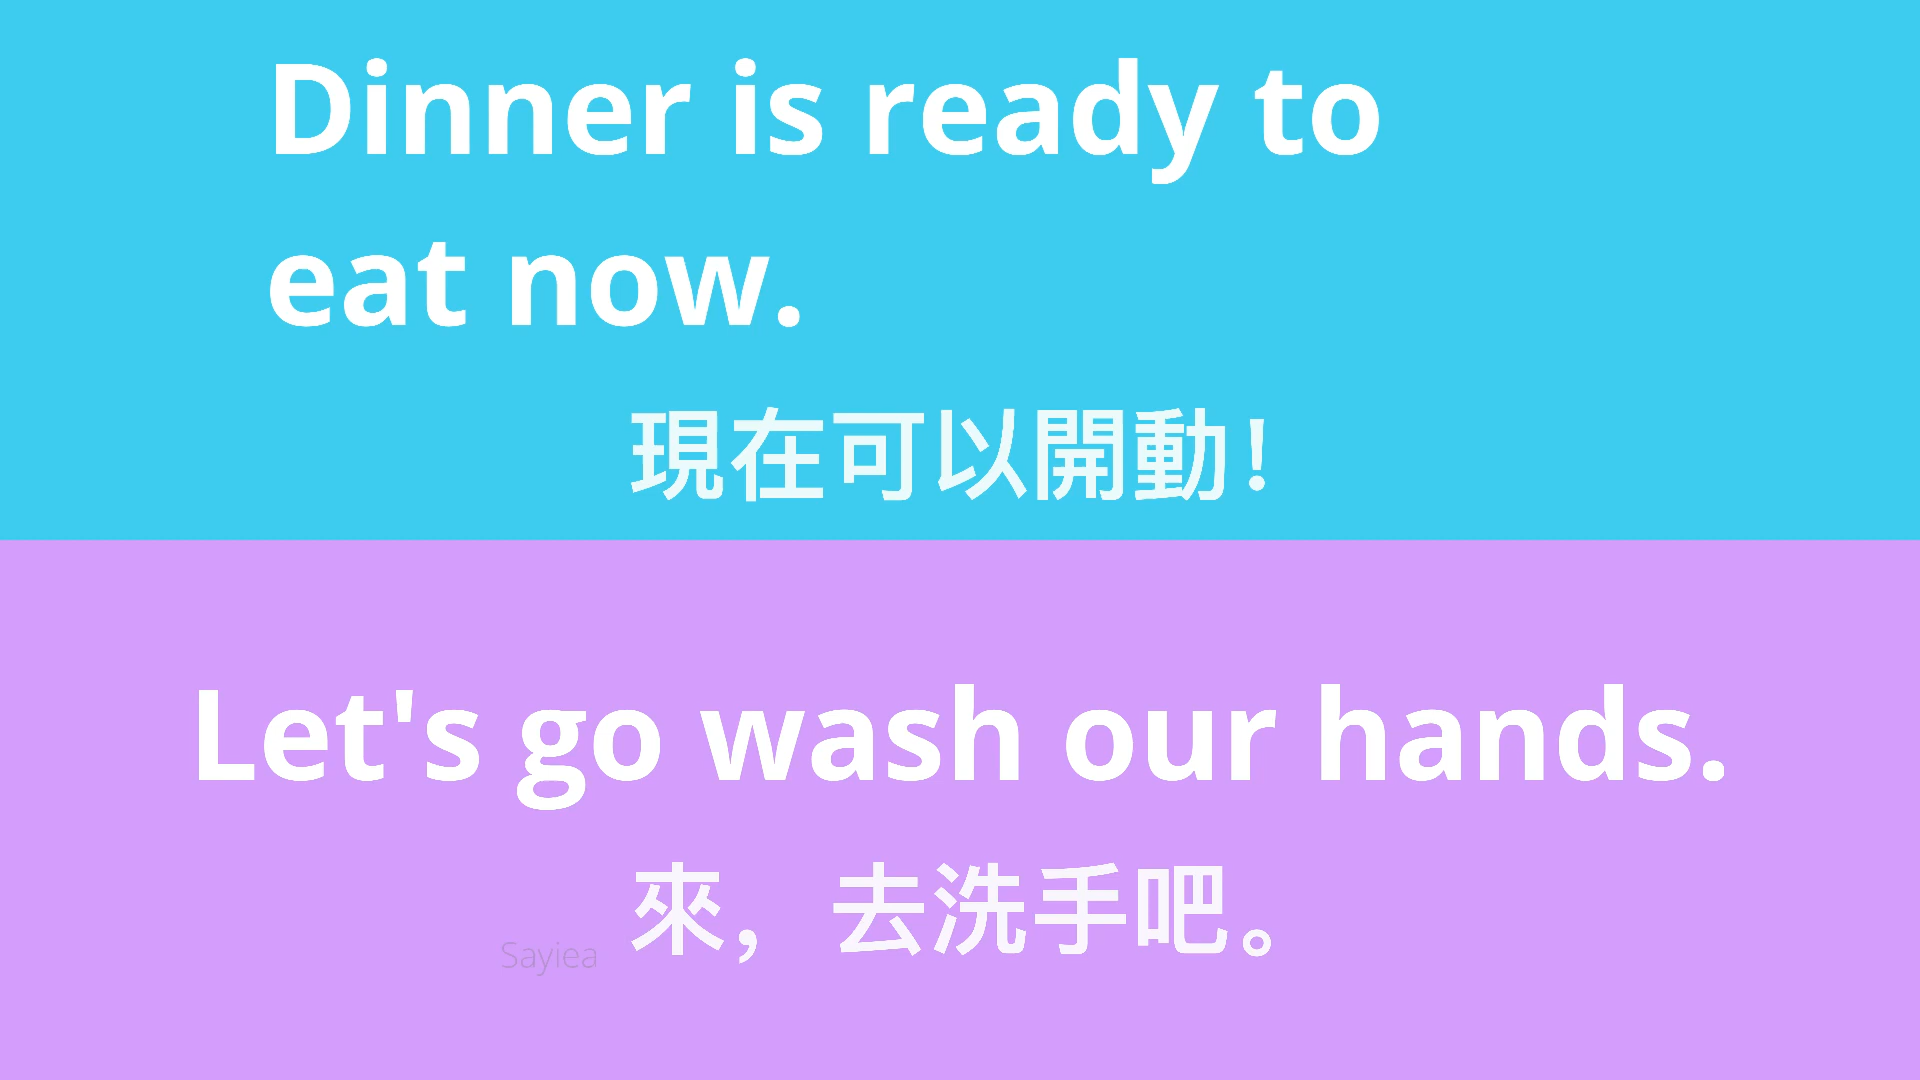 Dinner is ready to
eat now.
現在可以開動！
Let's go wash our hands.
來，去洗手吧。
Sayiea